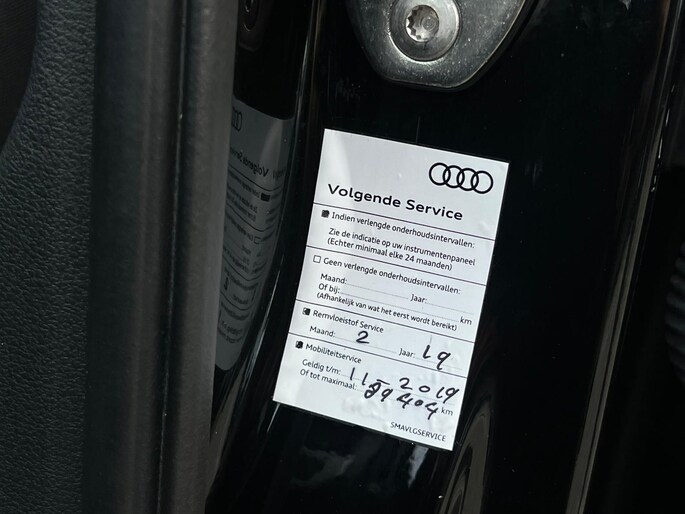 Volgende Service
Indien verlengde onderhoudsintervallen:
Zie de indicatie op uw instrumentenpaneel
(Echter minimaal elke 24 maanden)
Geen verlengde onderhoudsintervallen:
Maand: Jaar:
Of bij: km
(Afhankelijk van wat het eerst wordt bereikt)
Remvloeistof Service
Maand: 2 Jaar: 19
Mobiliteitservice
Geldig t/m: 11-2019
Of tot maximaal: 89404 km
SMAVLGSERVICE